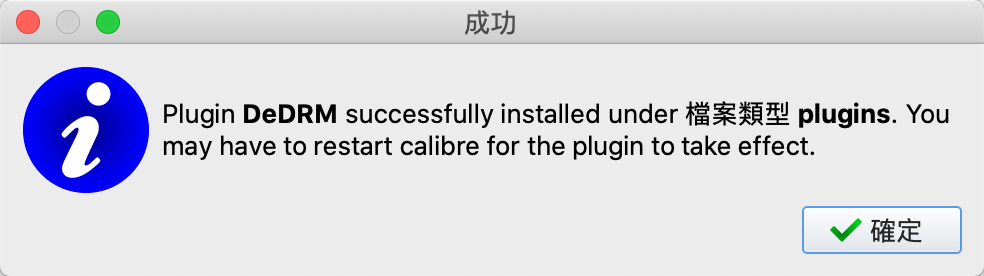 成功
Plugin DeDRM successfully installed under 檔案類型 plugins. You
may have to restart calibre for the plugin to take effect.
確定